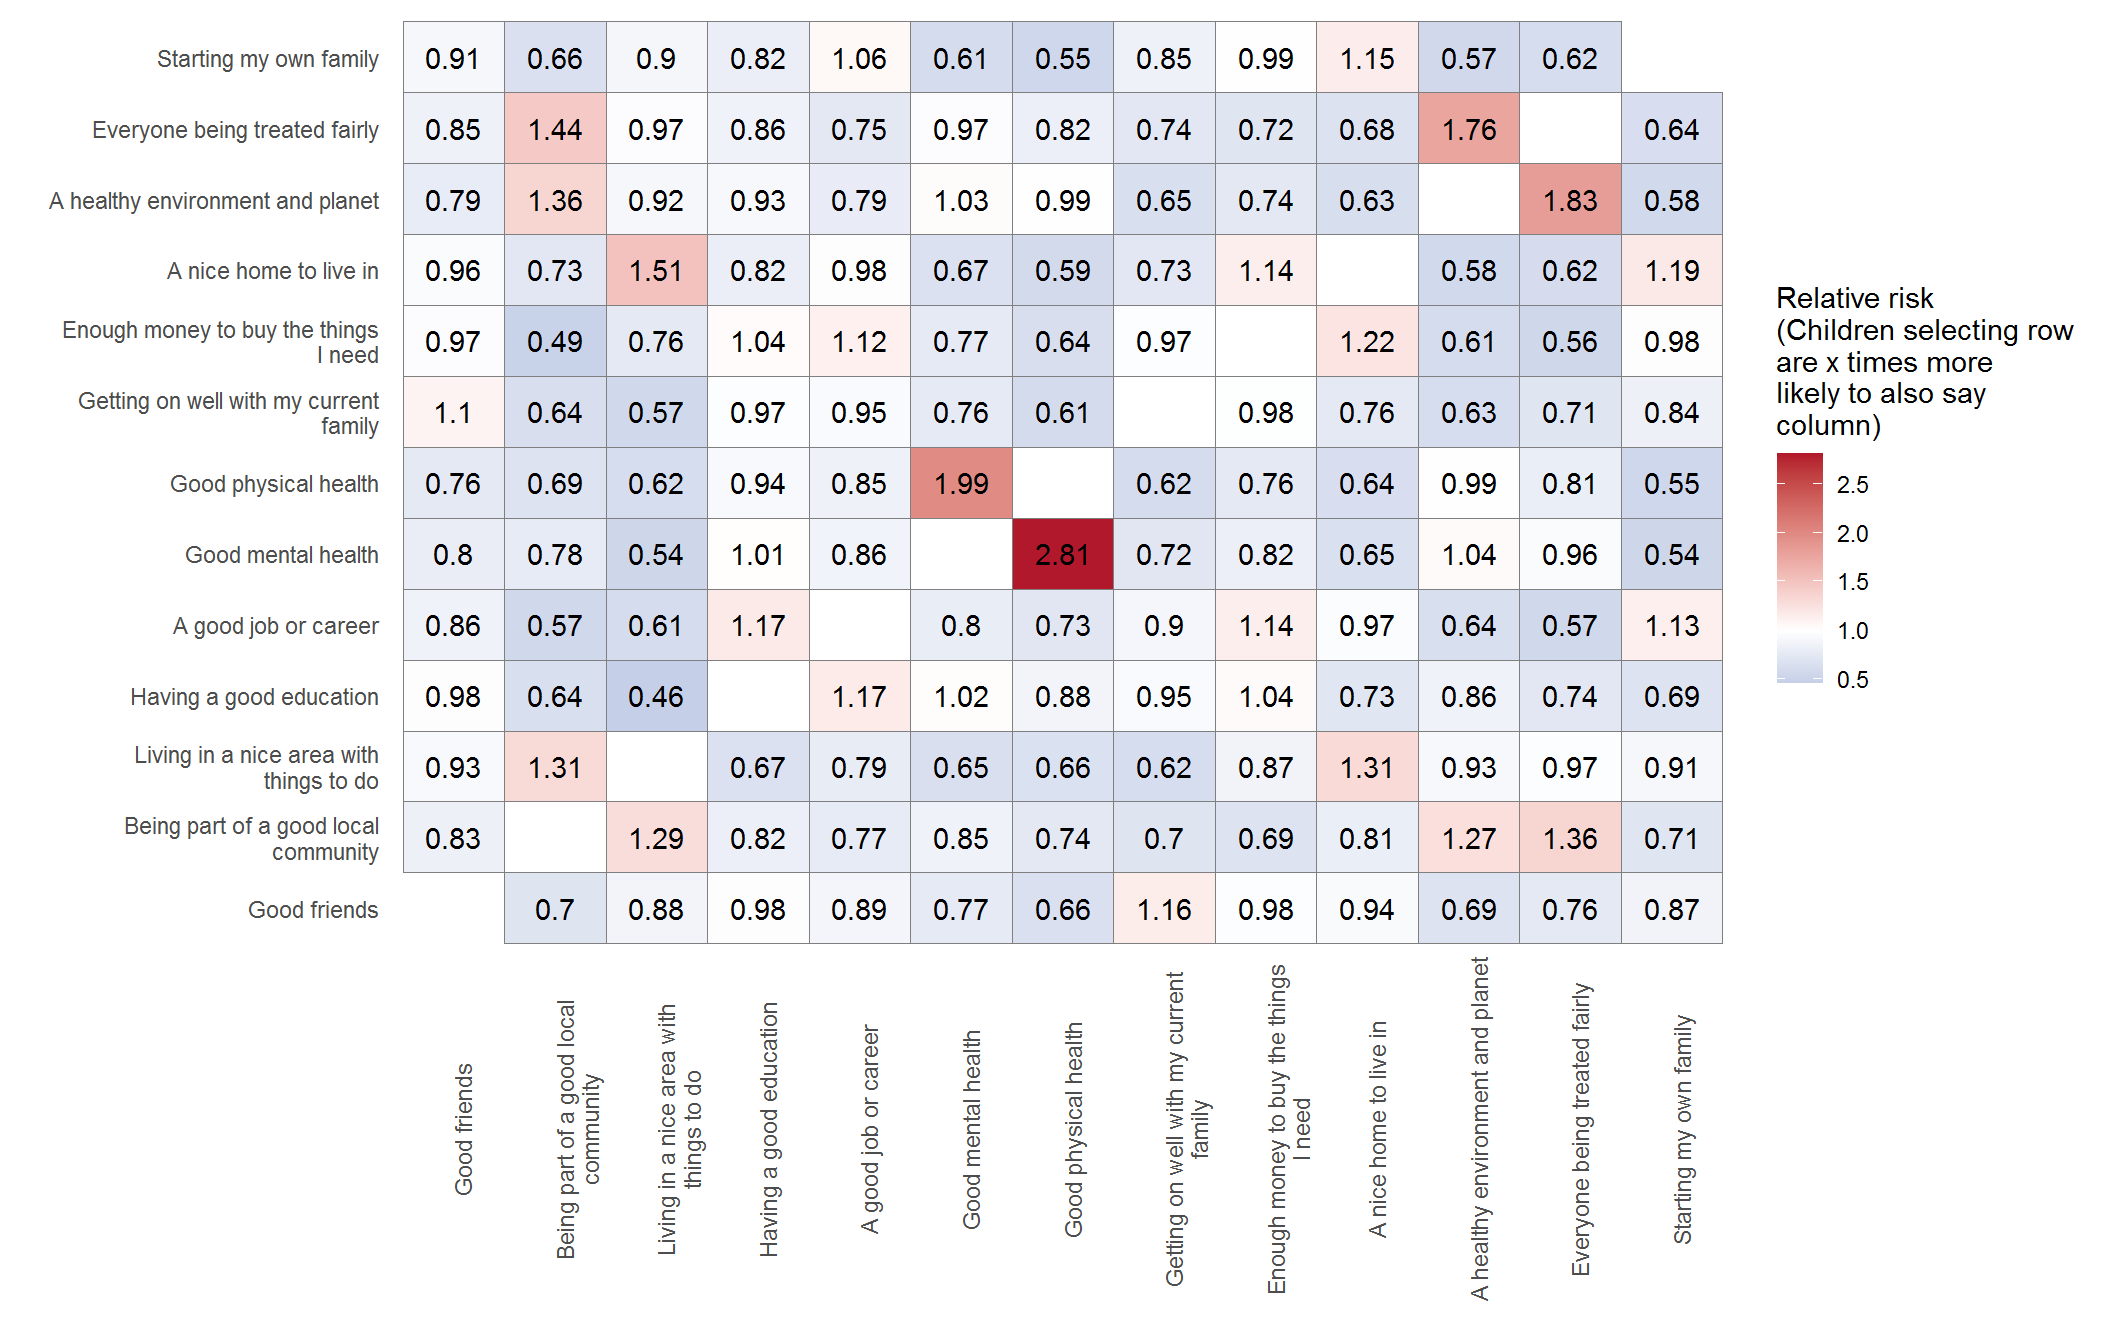 Starting my own family 0.91 0.66 0.9 0.82 1.06 0.61 0.55 0.85 0.99 1.15 0.57 0.62
Everyone being treated fairly 0.85 1.44 0.97 0.86 0.75 0.97 0.82 0.74 0.72 0.68 1.76 0.64
A healthy environment and planet 0.79 1.36 0.92 0.93 0.79 1.03 0.99 0.65 0.74 0.63 1.83 0.58
A nice home to live in 0.96 0.73 1.51 0.82 0.98 0.67 0.59 0.73 1.14 0.58 0.62 1.19
Enough money to buy the things
I need 0.97 0.49 0.76 1.04 1.12 0.77 0.64 0.97 1.22 0.61 0.56 0.98
Getting on well with my current
family 1.1 0.64 0.57 0.97 0.95 0.76 0.61 0.98 0.76 0.63 0.71 0.84
Good physical health 0.76 0.69 0.62 0.94 0.85 1.99 0.62 0.76 0.64 0.99 0.81 0.55
Good mental health 0.8 0.78 0.54 1.01 0.86 2.81 0.72 0.82 0.65 1.04 0.96 0.54
A good job or career 0.86 0.57 0.61 1.17 0.8 0.73 0.9 1.14 0.97 0.64 0.57 1.13
Having a good education 0.98 0.64 0.46 1.17 1.02 0.88 0.95 1.04 0.73 0.86 0.74 0.69
Living in a nice area with
things to do 0.93 1.31 0.67 0.79 0.65 0.66 0.62 0.87 1.31 0.93 0.97 0.91
Being part of a good local
community 0.83 1.29 0.82 0.77 0.85 0.74 0.7 0.69 0.81 1.27 1.36 0.71
Good friends 0.7 0.88 0.98 0.89 0.77 0.66 1.16 0.98 0.94 0.69 0.76 0.87
Good friends
Being part of a good local
community
Living in a nice area with
things to do
Having a good education
A good job or career
Good mental health
Good physical health
Getting on well with my current
family
Enough money to buy the things
I need
A nice home to live in
A healthy environment and planet
Everyone being treated fairly
Starting my own family
Relative risk
(Children selecting row
are x times more
likely to also say
column)
2.5
2.0
1.5
1.0
0.5